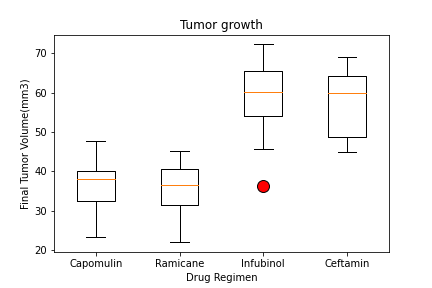 Tumor growth
Final Tumor Volume(mm3)
70
60
50
40
30
20
Capomulin Ramicane Infubinol Ceftamin
Drug Regimen